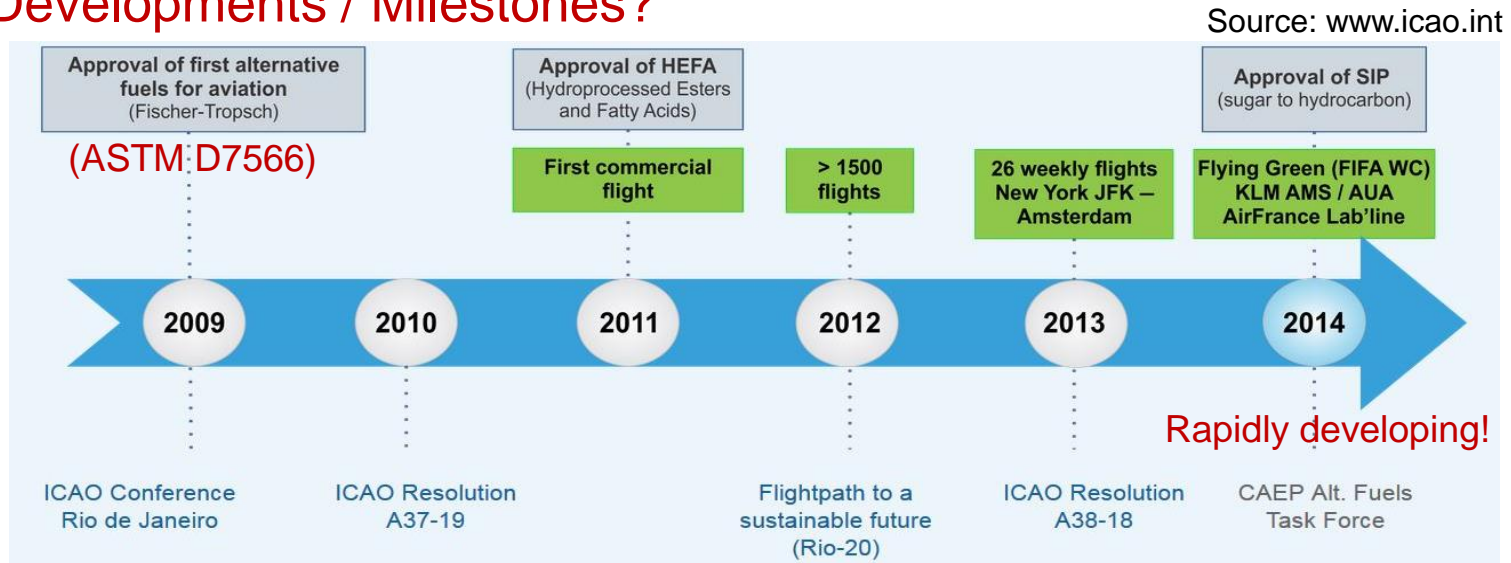 Developments / Milestones?
Source: www.icao.int
Approval of first alternative
fuels for aviation
(Fischer-Tropsch)
(ASTM D7566)
Approval of HEFA
(Hydroprocessed Esters
and Fatty Acids)
First commercial
flight
> 1500
flights
26 weekly flights
New York JFK –
Amsterdam
Approval of SIP
(sugar to hydrocarbon)
Flying Green (FIFA WC)
KLM AMS / AUA
AirFrance Lab'line
2009
2010
2011
2012
2013
2014
Rapidly developing!
ICAO Conference
Rio de Janeiro
ICAO Resolution
A37-19
Flightpath to a
sustainable future
(Rio-20)
ICAO Resolution
A38-18
CAEP Alt. Fuels
Task Force